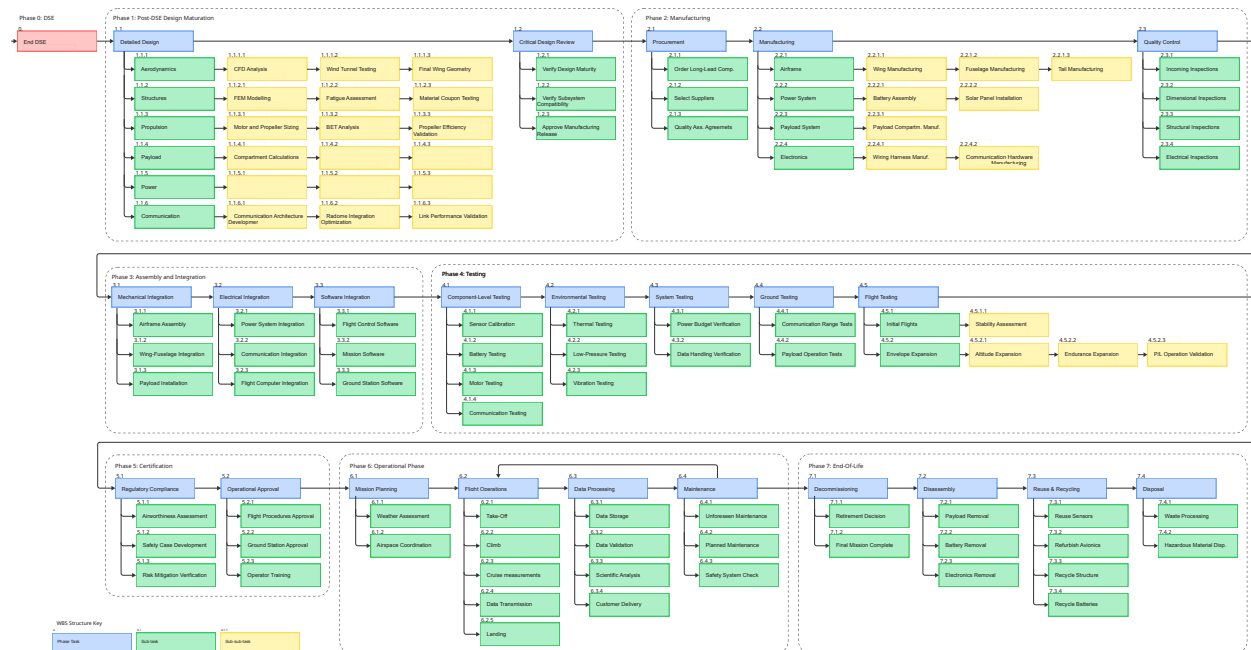 Phase 0: DSE
0.
End DSE
Phase 1: Post-DSE Design Maturation
1.1
Detailed Design
1.2
Critical Design Review
1.1.1
Aerodynamics
1.1.1.1
CFD Analysis
1.1.1.2
Wind Tunnel Testing
1.1.1.3
Final Wing Geometry
1.1.2
Structures
1.1.2.1
FEM Modelling
1.1.2.2
Fatigue Assessment
1.1.2.3
Material Coupon Testing
1.1.3
Propulsion
1.1.3.1
Motor and Propeller Sizing
1.1.3.2
BET Analysis
1.1.3.3
Propeller Efficiency
Validation
1.1.4
Payload
1.1.4.1
Compartment Calculations
1.1.4.2
1.1.4.3
1.1.5
Power
1.1.5.1
1.1.5.2
1.1.5.3
1.1.6
Communication
1.1.6.1
Communication Architecture
Developmer
1.1.6.2
Radome Integration
Optimization
1.1.6.3
Link Performance Validation
1.2.1
Verify Design Maturity
1.2.2
Verify Subsystem
Compatibility
1.2.3
Approve Manufacturing
Release
Phase 2: Manufacturing
2.1
Procurement
2.2
Manufacturing
2.3
Quality Control
2.1.1
Order Long-Lead Comp.
2.1.2
Select Suppliers
2.1.3
Quality Ass. Agreemets
2.2.1
Airframe
2.2.1.1
Wing Manufacturing
2.2.1.2
Fuselage Manufacturing
2.2.1.3
Tail Manufacturing
2.2.2
Power System
2.2.2.1
Battery Assembly
2.2.2.2
Solar Panel Installation
2.2.3
Payload System
2.2.3.1
Payload Compartm. Manuf.
2.2.4
Electronics
2.2.4.1
Wiring Harness Manuf.
2.2.4.2
Communication Hardware
Manufacturing
2.3.1
Incoming Inspections
2.3.2
Dimensional Inspections
2.3.3
Structural Inspections
2.3.4
Electrical Inspections
Phase 3: Assembly and Integration
3.1
Mechanical Integration
3.2
Electrical Integration
3.3
Software Integration
3.1.1
Airframe Assembly
3.1.2
Wing-Fuselage Integration
3.1.3
Payload Installation
3.2.1
Power System Integration
3.2.2
Communication Integration
3.2.3
Flight Computer Integration
3.3.1
Flight Control Software
3.3.2
Mission Software
3.3.3
Ground Station Software
Phase 4: Testing
4.1
Component-Level Testing
4.2
Environmental Testing
4.3
System Testing
4.4
Ground Testing
4.5
Flight Testing
4.1.1
Sensor Calibration
4.1.2
Battery Testing
4.1.3
Motor Testing
4.1.4
Communication Testing
4.2.1
Thermal Testing
4.2.2
Low-Pressure Testing
4.2.3
Vibration Testing
4.3.1
Power Budget Verification
4.3.2
Data Handling Verification
4.4.1
Communication Range Tests
4.4.2
Payload Operation Tests
4.5.1
Initial Flights
4.5.1.1
Stability Assessment
4.5.2
Envelope Expansion
4.5.2.1
Altitude Expansion
4.5.2.2
Endurance Expansion
4.5.2.3
P/L Operation Validation
Phase 5: Certification
5.1
Regulatory Compliance
5.2
Operational Approval
5.1.1
Airworthiness Assessment
5.1.2
Safety Case Development
5.1.3
Risk Mitigation Verification
5.2.1
Flight Procedures Approval
5.2.2
Ground Station Approval
5.2.3
Operator Training
Phase 6: Operational Phase
6.1
Mission Planning
6.2
Flight Operations
6.3
Data Processing
6.4
Maintenance
6.1.1
Weather Assessment
6.1.2
Airspace Coordination
6.2.1
Take-Off
6.2.2
Climb
6.2.3
Cruise measurements
6.2.4
Data Transmission
6.2.5
Landing
6.3.1
Data Storage
6.3.2
Data Validation
6.3.3
Scientific Analysis
6.3.4
Customer Delivery
6.4.1
Unforeseen Maintenance
6.4.2
Planned Maintenance
6.4.3
Safety System Check
Phase 7: End-Of-Life
7.1
Decommissioning
7.2
Disassembly
7.3
Reuse & Recycling
7.4
Disposal
7.1.1
Retirement Decision
7.1.2
Final Mission Complete
7.2.1
Payload Removal
7.2.2
Battery Removal
7.2.3
Electronics Removal
7.3.1
Reuse Sensors
7.3.2
Refurbish Avionics
7.3.3
Recycle Structure
7.3.4
Recycle Batteries
7.4.1
Waste Processing
7.4.2
Hazardous Material Disp.
WBS Structure Key
Phase Task
Sub-task
Sub-sub-task